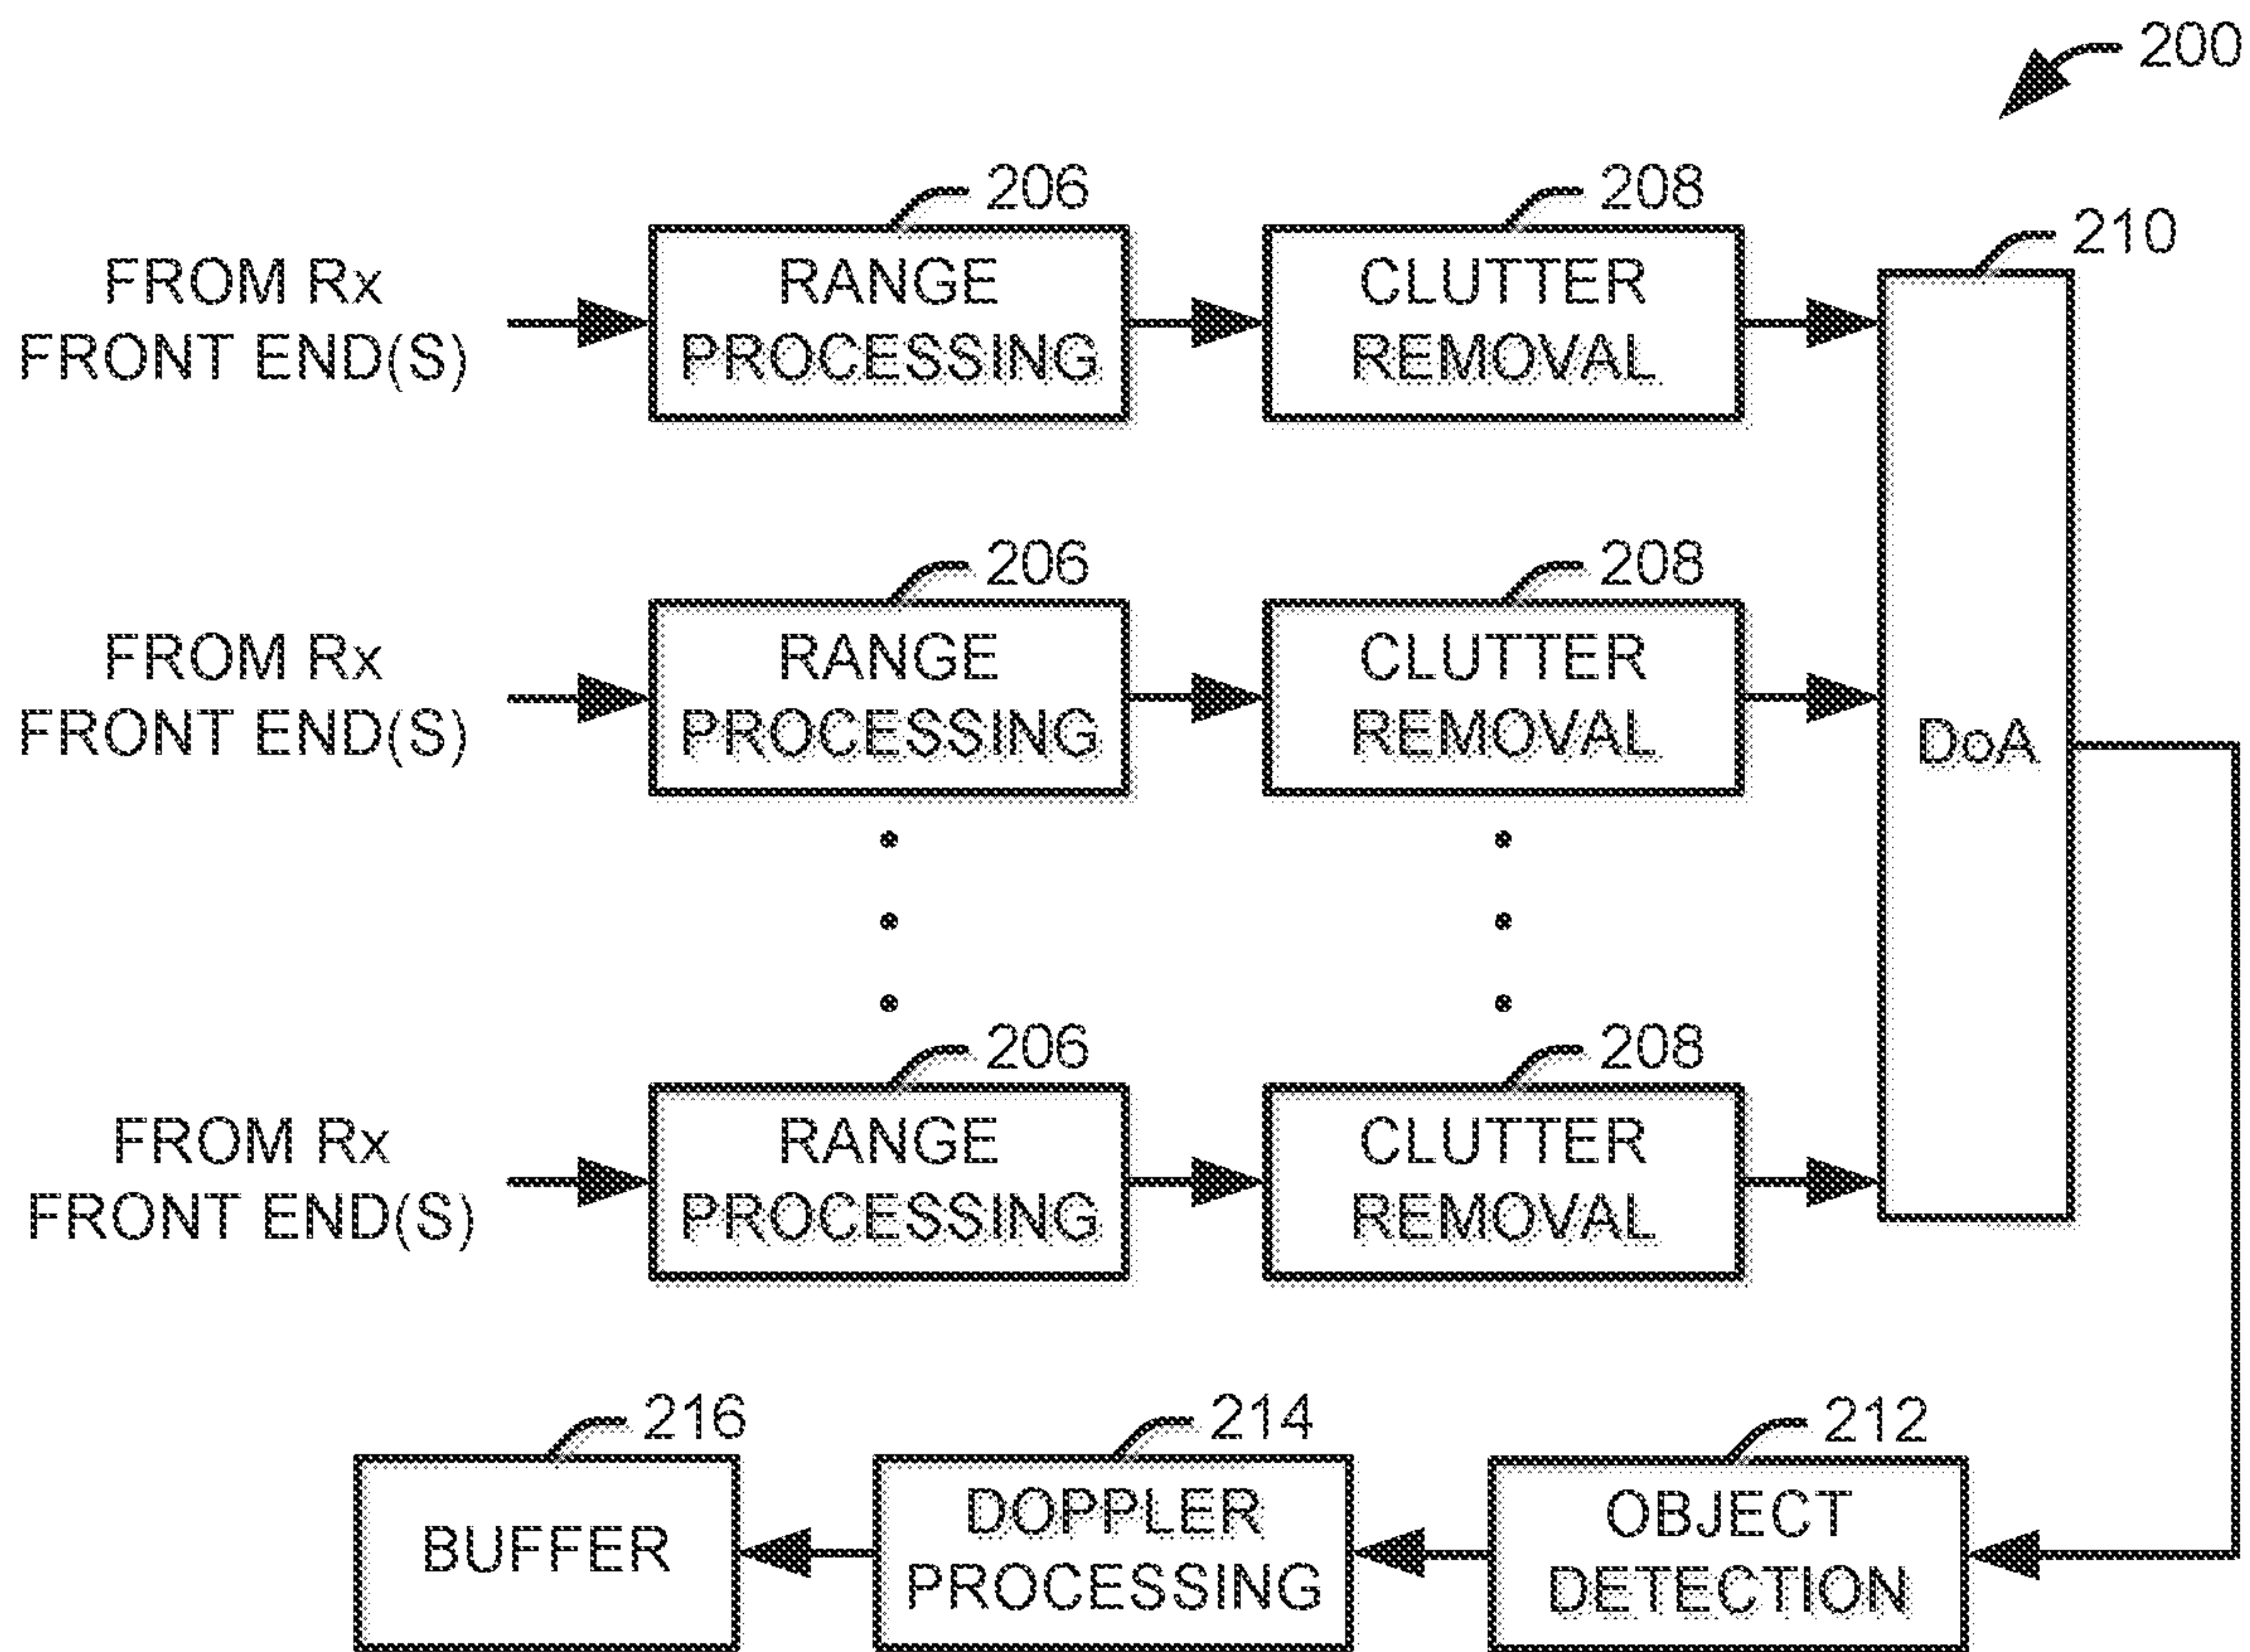 200
206
208
210
FROM Rx
FRONT END(S)
RANGE
PROCESSING
CLUTTER
REMOVAL
206
208
FROM Rx
FRONT END(S)
RANGE
PROCESSING
CLUTTER
REMOVAL
DoA
206
208
FROM Rx
FRONT END(S)
RANGE
PROCESSING
CLUTTER
REMOVAL
216
214
212
BUFFER
DOPPLER
PROCESSING
OBJECT
DETECTION